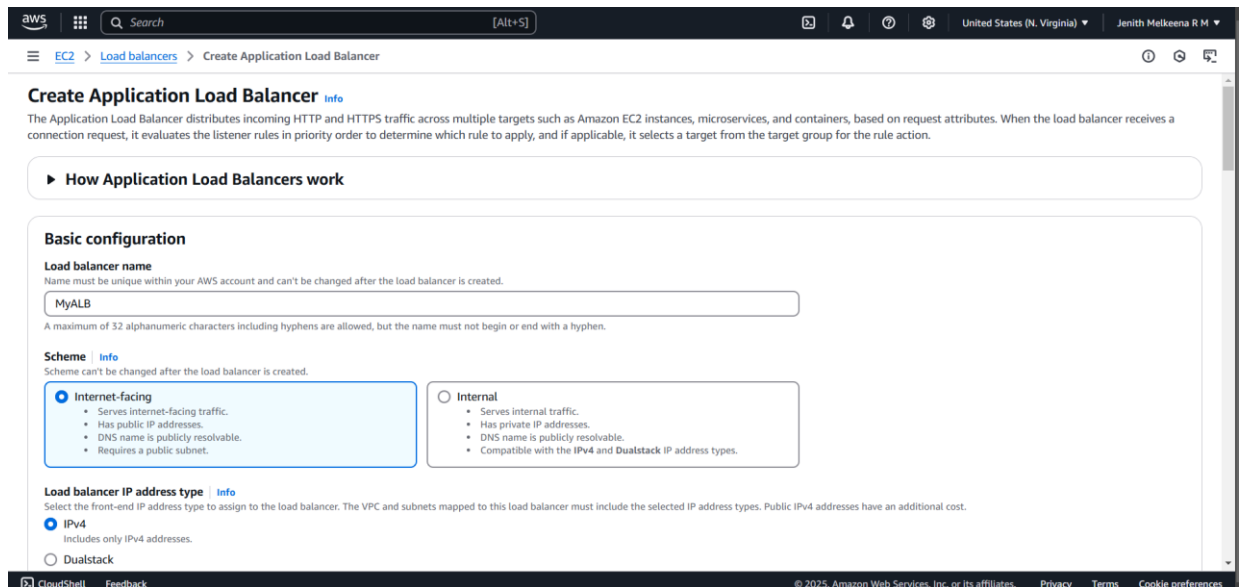 aws
Search
[Alt+S]
United States (N. Virginia) ▼
Jenith Melkeena R M ▼
EC2 > Load balancers > Create Application Load Balancer
Create Application Load Balancer Info
The Application Load Balancer distributes incoming HTTP and HTTPS traffic across multiple targets such as Amazon EC2 instances, microservices, and containers, based on request attributes. When the load balancer receives a
connection request, it evaluates the listener rules in priority order to determine which rule to apply, and if applicable, it selects a target from the target group for the rule action.
▶ How Application Load Balancers work
Basic configuration
Load balancer name
Name must be unique within your AWS account and can't be changed after the load balancer is created.
MyALB
A maximum of 32 alphanumeric characters including hyphens are allowed, but the name must not begin or end with a hyphen.
Scheme | Info
Scheme can't be changed after the load balancer is created.
Internet-facing
• Serves internet-facing traffic.
• Has public IP addresses.
• DNS name is publicly resolvable.
• Requires a public subnet.
Internal
• Serves internal traffic.
• Has private IP addresses.
• DNS name is publicly resolvable.
• Compatible with the IPv4 and Dualstack IP address types.
Load balancer IP address type | Info
Select the front-end IP address type to assign to the load balancer. The VPC and subnets mapped to this load balancer must include the selected IP address types. Public IPv4 addresses have an additional cost.
IPv4
Includes only IPv4 addresses.
Dualstack
CloudShell Feedback
© 2025, Amazon Web Services, Inc. or its affiliates. Privacy Terms Cookie preferences